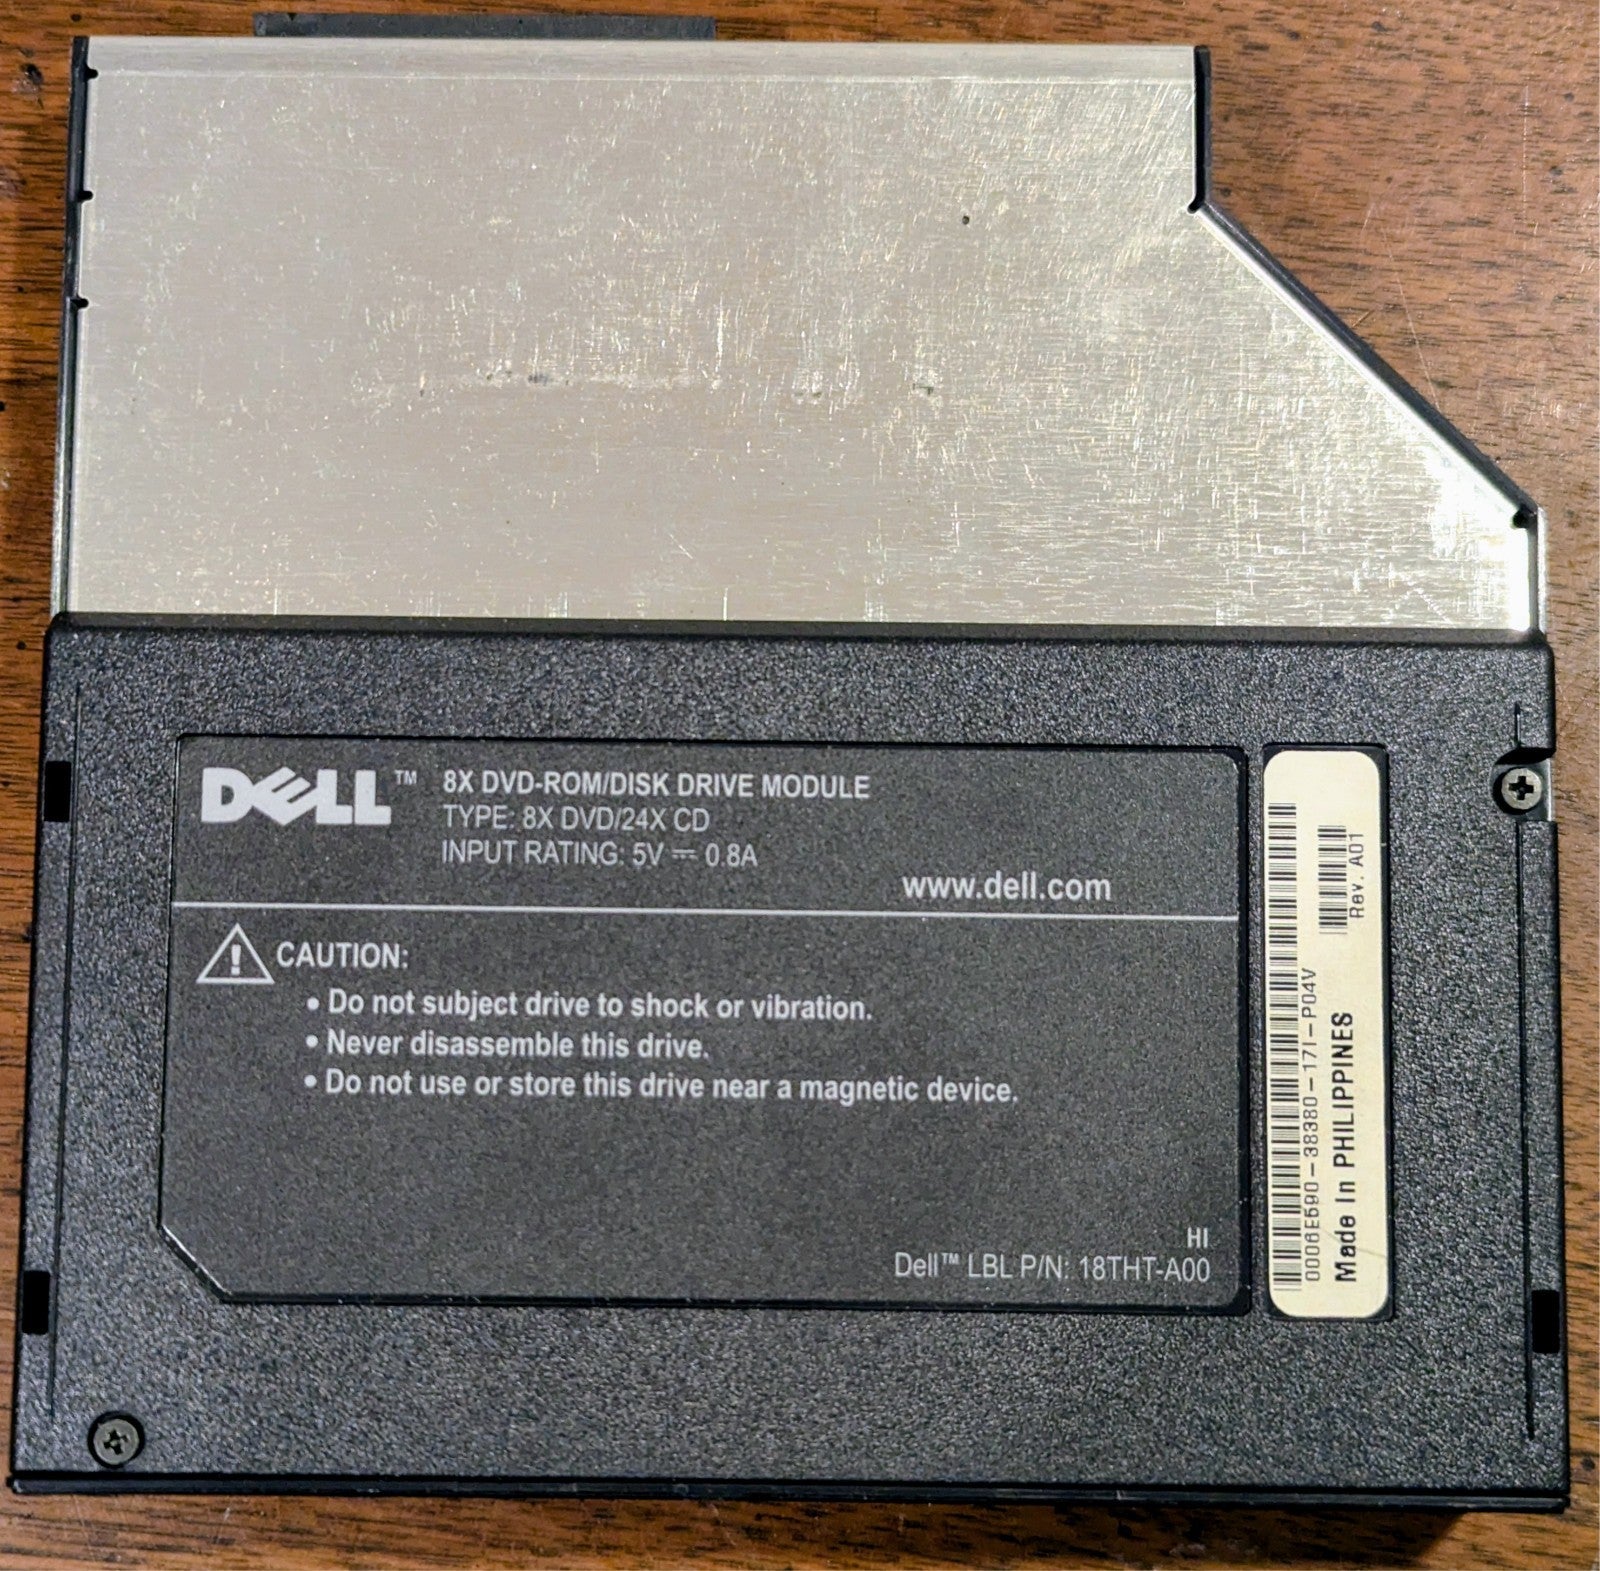 DELL™
8X DVD-ROM/DISK DRIVE MODULE
TYPE: 8X DVD/24X CD
INPUT RATING: 5V ⎓ 0.8A
www.dell.com
CAUTION:
• Do not subject drive to shock or vibration.
• Never disassemble this drive.
• Do not use or store this drive near a magnetic device.
HI
Dell™ LBL P/N: 18THT-A00
0006E590-38380-17I-P04V
Rev. A01
Made In PHILIPPINES